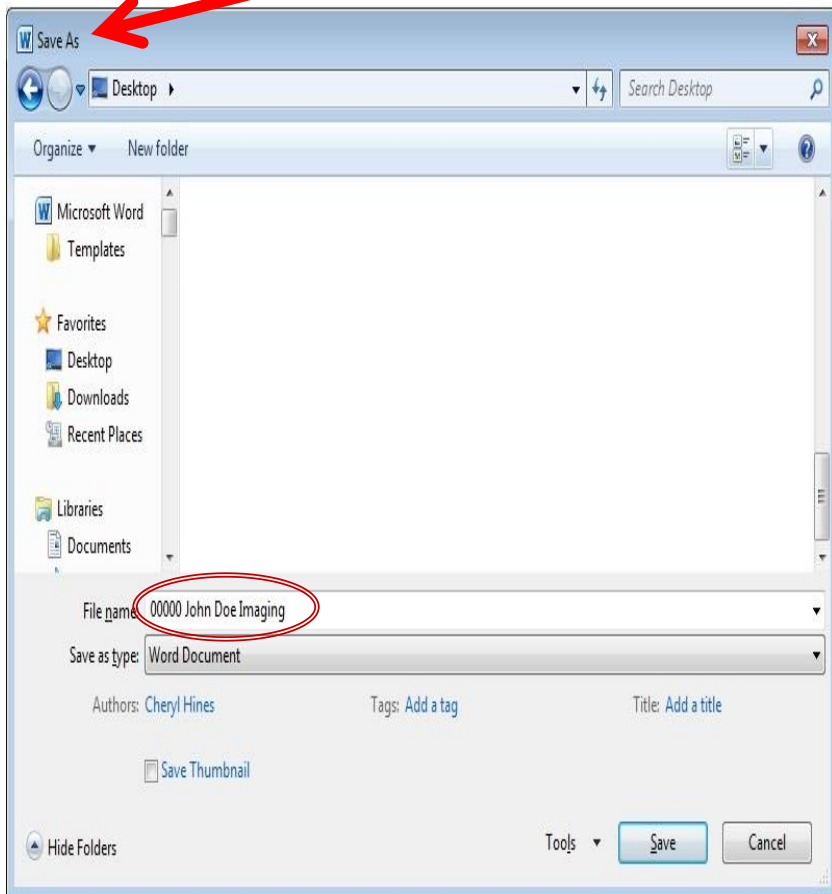 Save As
Desktop
Search Desktop
Organize
New folder
Microsoft Word
Templates
Favorites
Desktop
Downloads
Recent Places
Libraries
Documents
File name: 00000 John Doe Imaging
Save as type: Word Document
Authors: Cheryl Hines Tags: Add a tag Title: Add a title
Save Thumbnail
Hide Folders
Tools
Save
Cancel